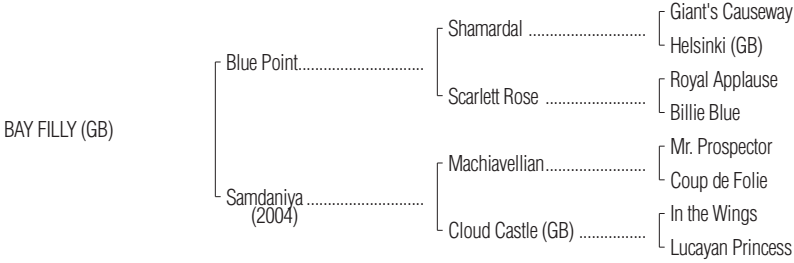 Giant's Causeway
Shamardal ............................
Helsinki (GB)
Blue Point..............................
Royal Applause
Scarlett Rose ........................
Billie Blue
BAY FILLY (GB)
Mr. Prospector
Machiavellian........................
Coup de Folie
Samdaniya ............................
(2004)
In the Wings
Cloud Castle (GB) ................
Lucayan Princess